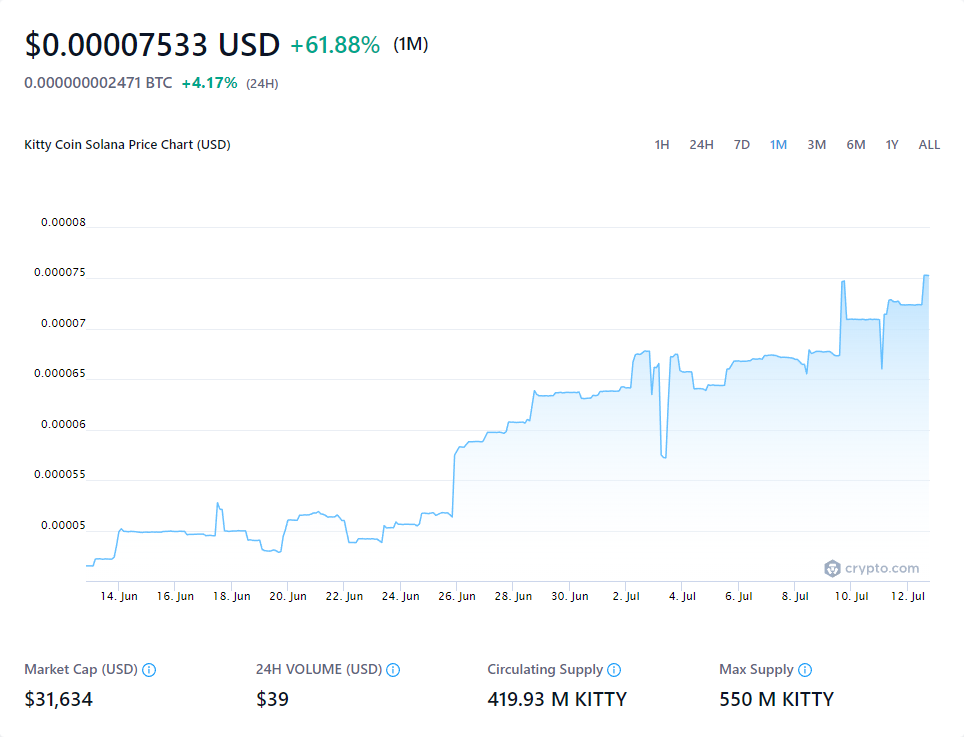 $0.00007533 USD +61.88% (1M)
0.000000002471 BTC +4.17% (24H)
Kitty Coin Solana Price Chart (USD)
1H 24H 7D 1M 3M 6M 1Y ALL
0.00008
0.000075
0.00007
0.000065
0.00006
0.000055
0.00005
crypto.com
14. Jun 16. Jun 18. Jun 20. Jun 22. Jun 24. Jun 26. Jun 28. Jun 30. Jun 2. Jul 4. Jul 6. Jul 8. Jul 10. Jul 12. Jul
Market Cap (USD) 24H VOLUME (USD) Circulating Supply Max Supply
$31,634 $39 419.93 M KITTY 550 M KITTY